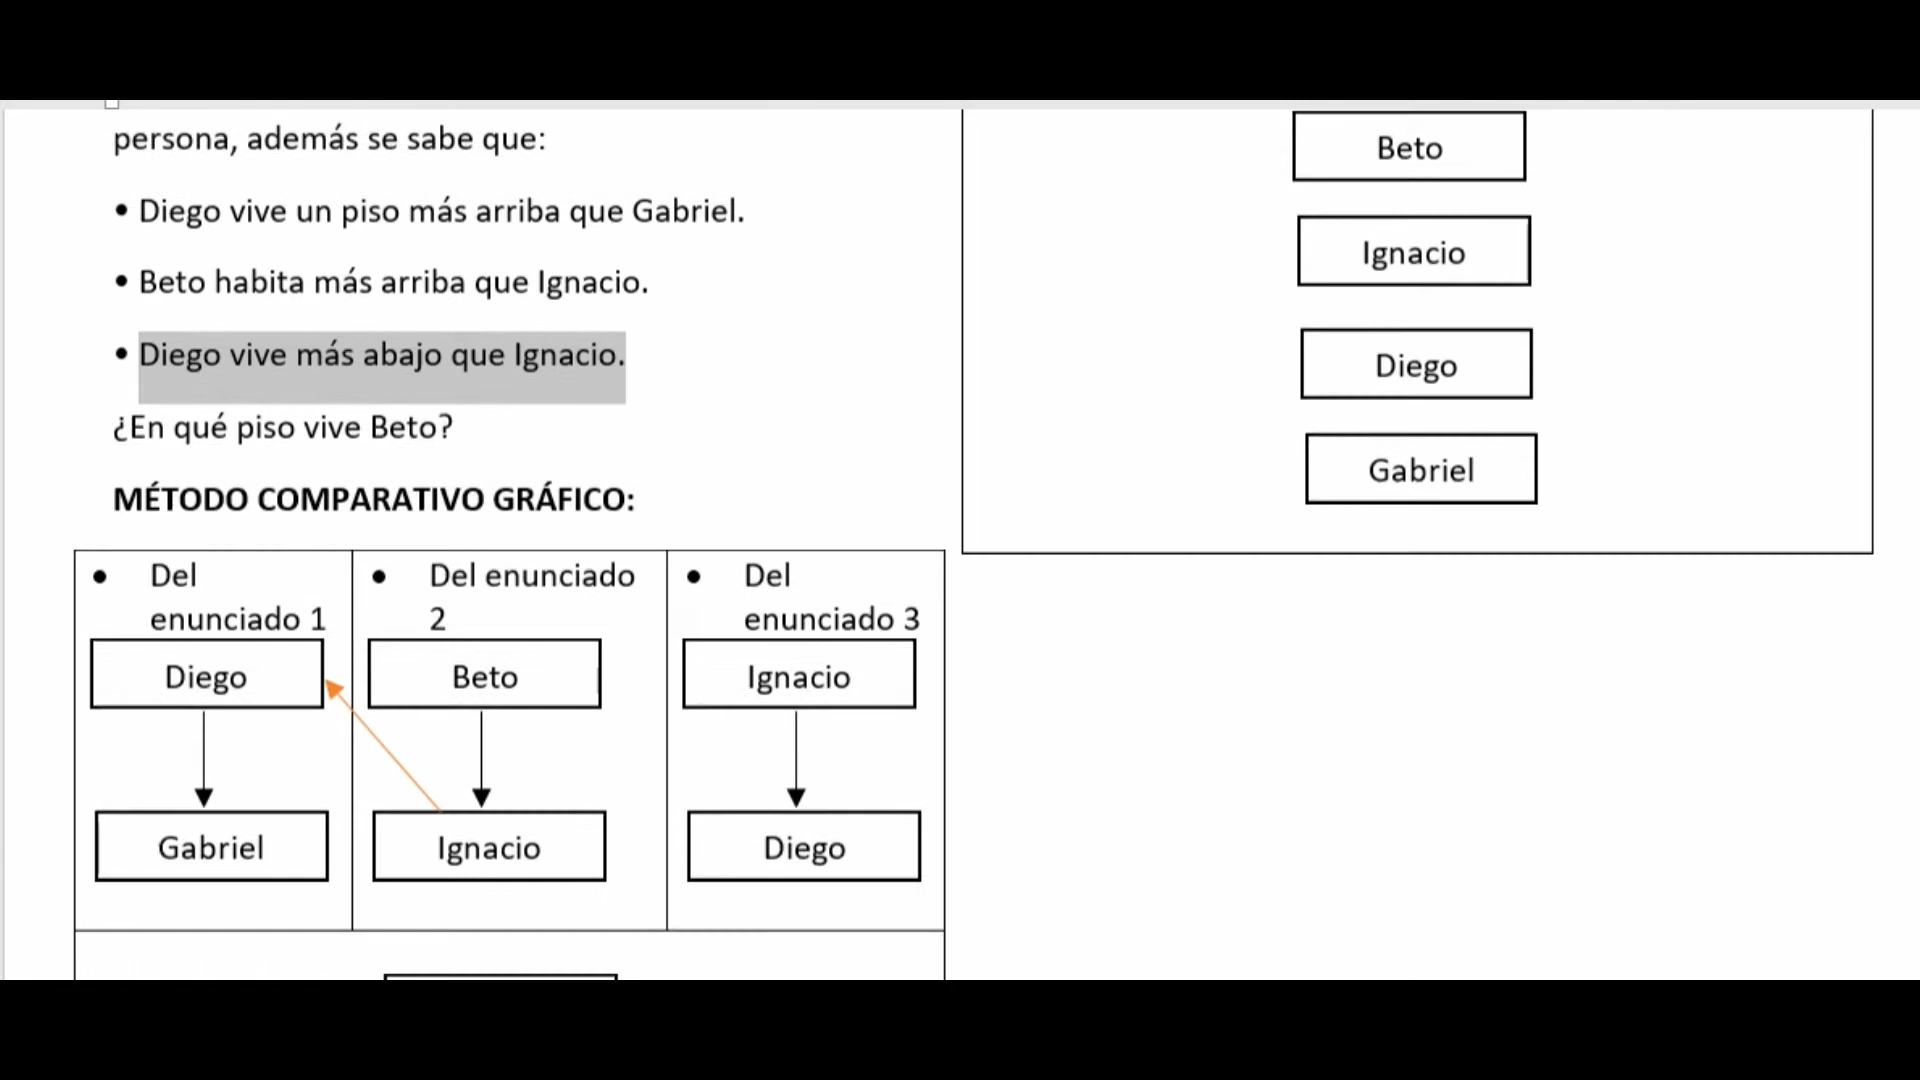 persona, además se sabe que:
• Diego vive un piso más arriba que Gabriel.
• Beto habita más arriba que Ignacio.
• Diego vive más abajo que Ignacio.
¿En qué piso vive Beto?
MÉTODO COMPARATIVO GRÁFICO:
• Del
enunciado 1
Diego
Gabriel
• Del enunciado
2
Beto
Ignacio
• Del
enunciado 3
Ignacio
Diego
Beto
Ignacio
Diego
Gabriel